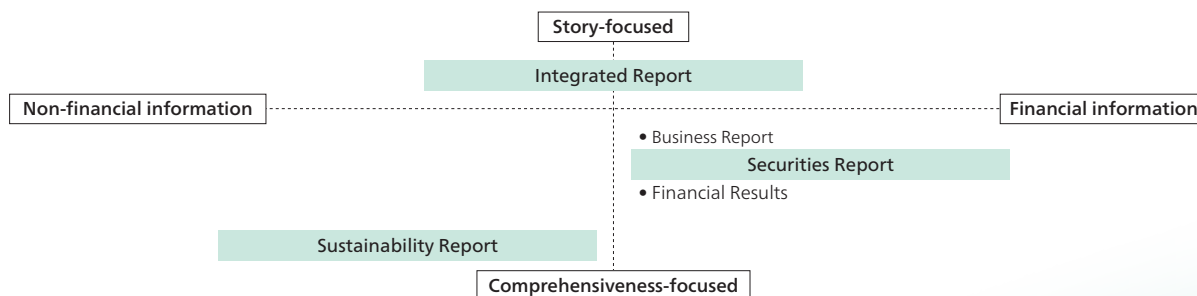 Story-focused
Integrated Report
Non-financial information
Financial information
• Business Report
Securities Report
• Financial Results
Sustainability Report
Comprehensiveness-focused